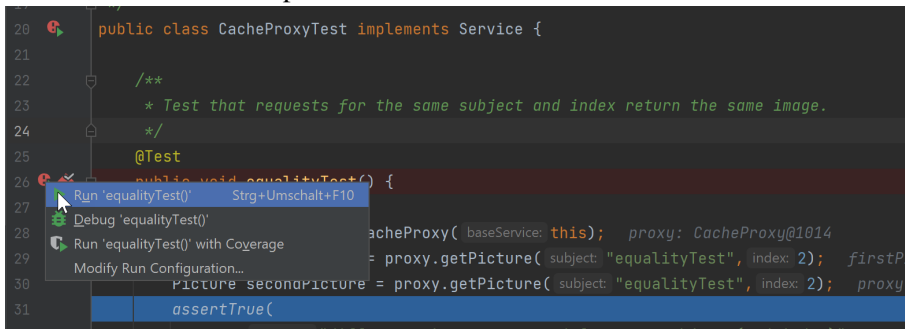 20 public class CacheProxyTest implements Service {
21
22 /**
23 * Test that requests for the same subject and index return the same image.
24 */
25 @Test
26 public void equalityTest() {
Run 'equalityTest()' Strg+Umschalt+F10
27
Debug 'equalityTest()'
28 acheProxy( baseService: this); proxy: CacheProxy@1014
Run 'equalityTest()' with Coverage
29 = proxy.getPicture( subject: "equalityTest", index: 2); firstP
Modify Run Configuration...
30 Picture secondPicture = proxy.getPicture( subject: "equalityTest", index: 2); proxy
31 assertTrue(